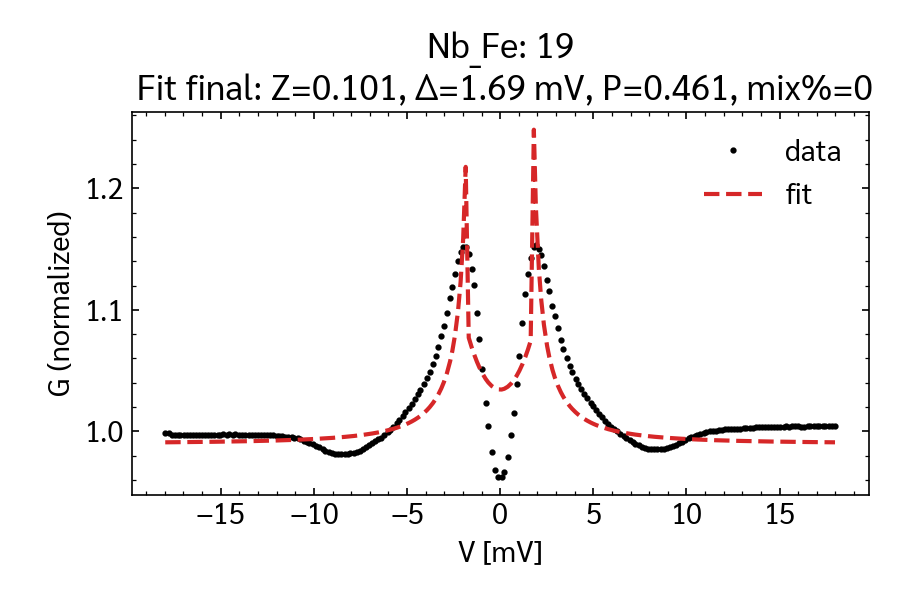 Nb_Fe: 19
Fit final: Z=0.101, Δ=1.69 mV, P=0.461, mix%=0
data
fit
G (normalized)
1.2
1.1
1.0
−15
−10
−5
0
5
10
15
V [mV]